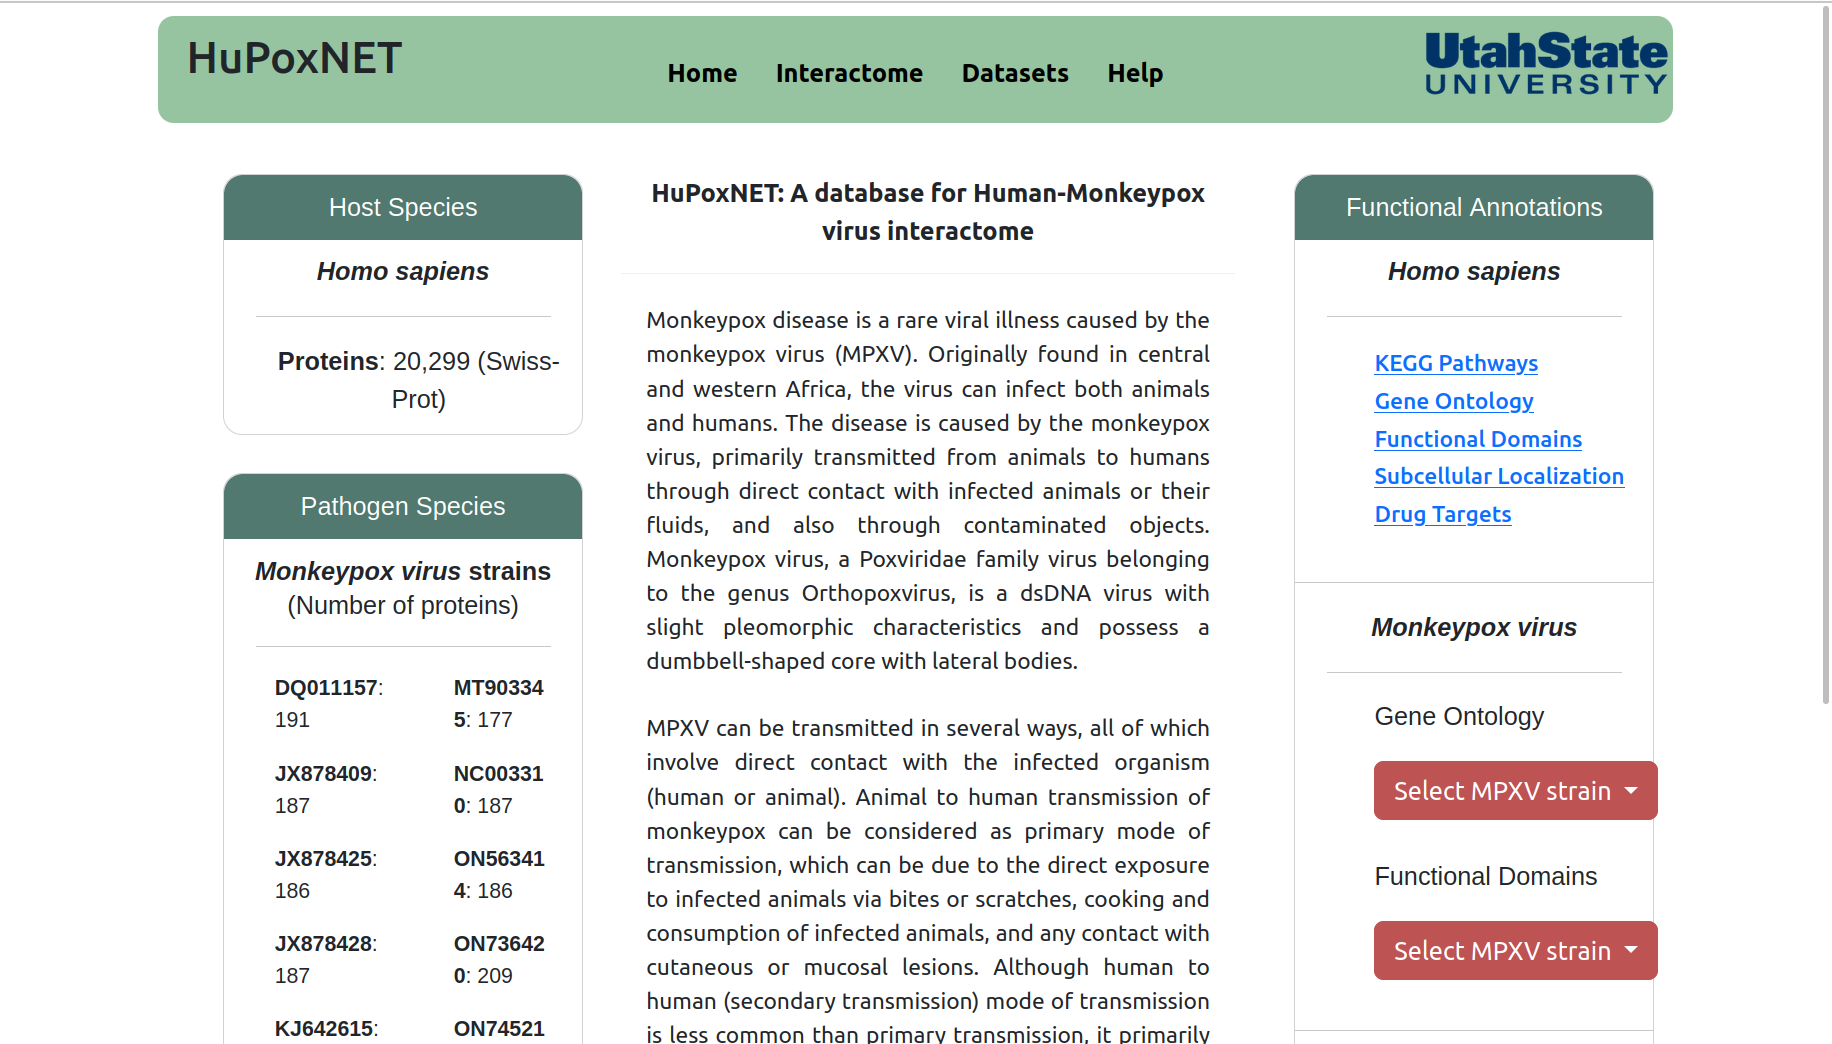 HuPoxNET
Home Interactome Datasets Help
UtahState
UNIVERSITY
Host Species
Homo sapiens
Proteins: 20,299 (Swiss-
Prot)
Pathogen Species
Monkeypox virus strains
(Number of proteins)
DQ011157:
191
MT90334
5: 177
JX878409:
187
NC00331
0: 187
JX878425:
186
ON56341
4: 186
JX878428:
187
ON73642
0: 209
KJ642615:
ON74521
HuPoxNET: A database for Human-Monkeypox
virus interactome
Monkeypox disease is a rare viral illness caused by the
monkeypox virus (MPXV). Originally found in central
and western Africa, the virus can infect both animals
and humans. The disease is caused by the monkeypox
virus, primarily transmitted from animals to humans
through direct contact with infected animals or their
fluids, and also through contaminated objects.
Monkeypox virus, a Poxviridae family virus belonging
to the genus Orthopoxvirus, is a dsDNA virus with
slight pleomorphic characteristics and possess a
dumbbell-shaped core with lateral bodies.
MPXV can be transmitted in several ways, all of which
involve direct contact with the infected organism
(human or animal). Animal to human transmission of
monkeypox can be considered as primary mode of
transmission, which can be due to the direct exposure
to infected animals via bites or scratches, cooking and
consumption of infected animals, and any contact with
cutaneous or mucosal lesions. Although human to
human (secondary transmission) mode of transmission
is less common than primary transmission, it primarily
Functional Annotations
Homo sapiens
KEGG Pathways
Gene Ontology
Functional Domains
Subcellular Localization
Drug Targets
Monkeypox virus
Gene Ontology
Select MPXV strain
Functional Domains
Select MPXV strain